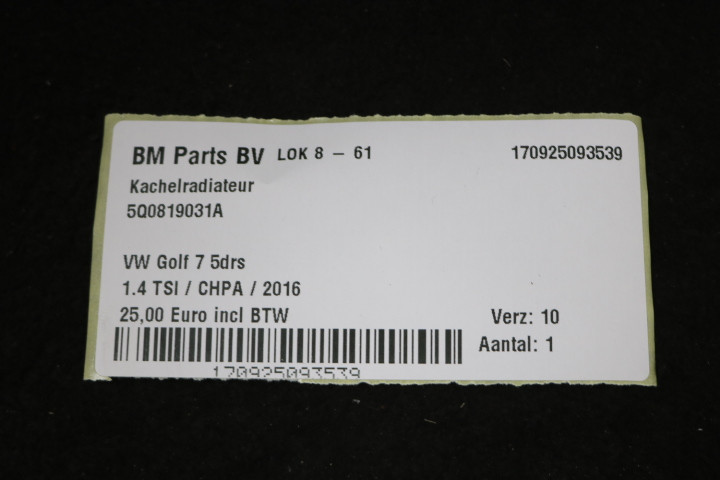 BM Parts BV LOK 8 – 61 170925093539
Kachelradiateur
5Q0819031A
VW Golf 7 5drs
1.4 TSI / CHPA / 2016
25,00 Euro incl BTW Verz: 10
Aantal: 1
170925093539